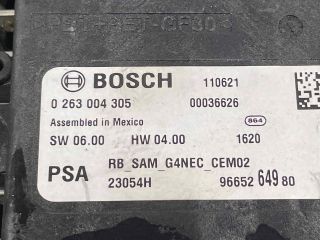 BOSCH 110621
0 263 004 305 00036626
Assembled in Mexico 864
SW 06.00 HW 04.00 1620
PSA RB_SAM_G4NEC_CEM02
23054H 96652 649 80